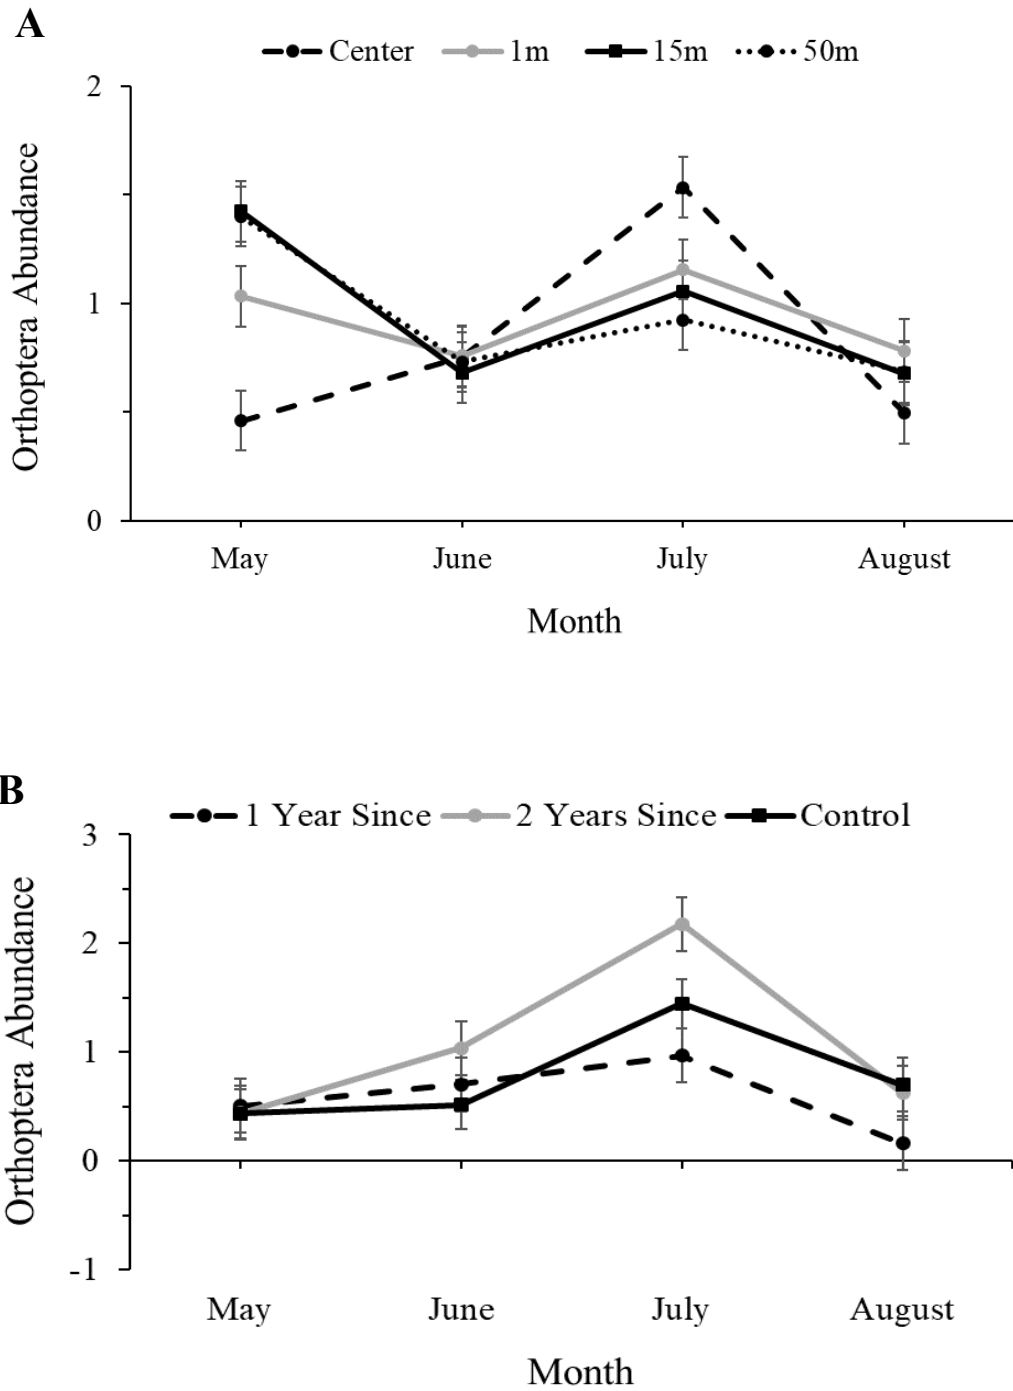 A
Center 1m 15m 50m
2
1
0
Orthoptera Abundance
May June July August
Month
B
1 Year Since 2 Years Since Control
3
2
1
0
-1
Orthoptera Abundance
May June July August
Month